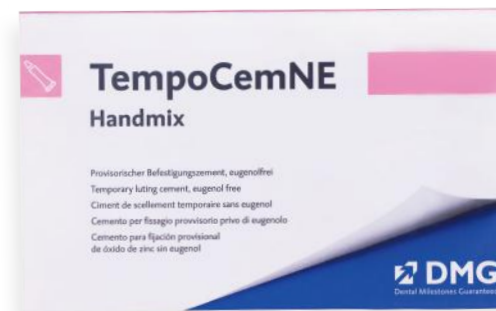 TempoCemNE
Handmix
Provisorischer Befestigungszement, eugenolfrei
Temporary luting cement, eugenol free
Ciment de scellement temporaire sans eugenol
Cemento per fissagio provvisorio privo di eugenolo
Cemento para fijación provisional
de óxido de zinc sin eugenol
DMG
Dental Milestones Guaranteed